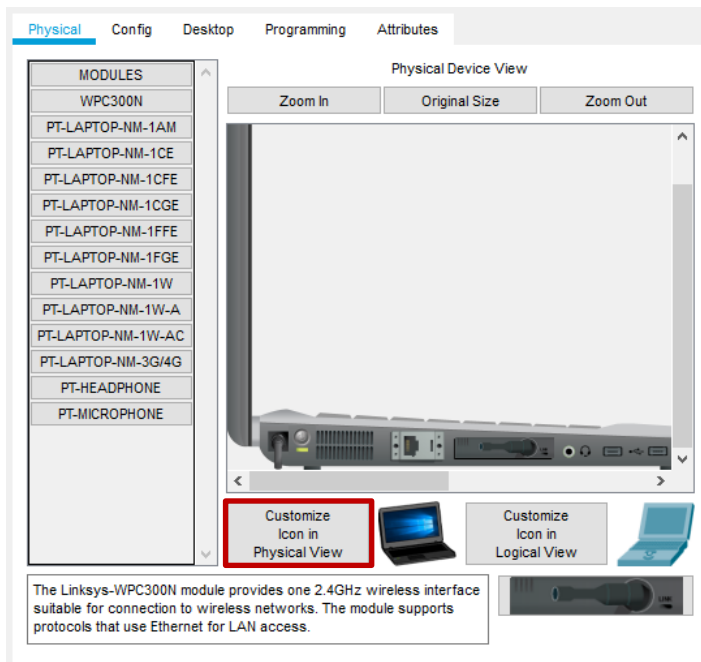 Physical Config Desktop Programming Attributes
MODULES
WPC300N
PT-LAPTOP-NM-1AM
PT-LAPTOP-NM-1CE
PT-LAPTOP-NM-1CFE
PT-LAPTOP-NM-1CGE
PT-LAPTOP-NM-1FFE
PT-LAPTOP-NM-1FGE
PT-LAPTOP-NM-1W
PT-LAPTOP-NM-1W-A
PT-LAPTOP-NM-1W-AC
PT-LAPTOP-NM-3G/4G
PT-HEADPHONE
PT-MICROPHONE
Physical Device View
Zoom In Original Size Zoom Out
Customize
Icon in
Physical View
Customize
Icon in
Logical View
The Linksys-WPC300N module provides one 2.4GHz wireless interface
suitable for connection to wireless networks. The module supports
protocols that use Ethernet for LAN access.
LINK